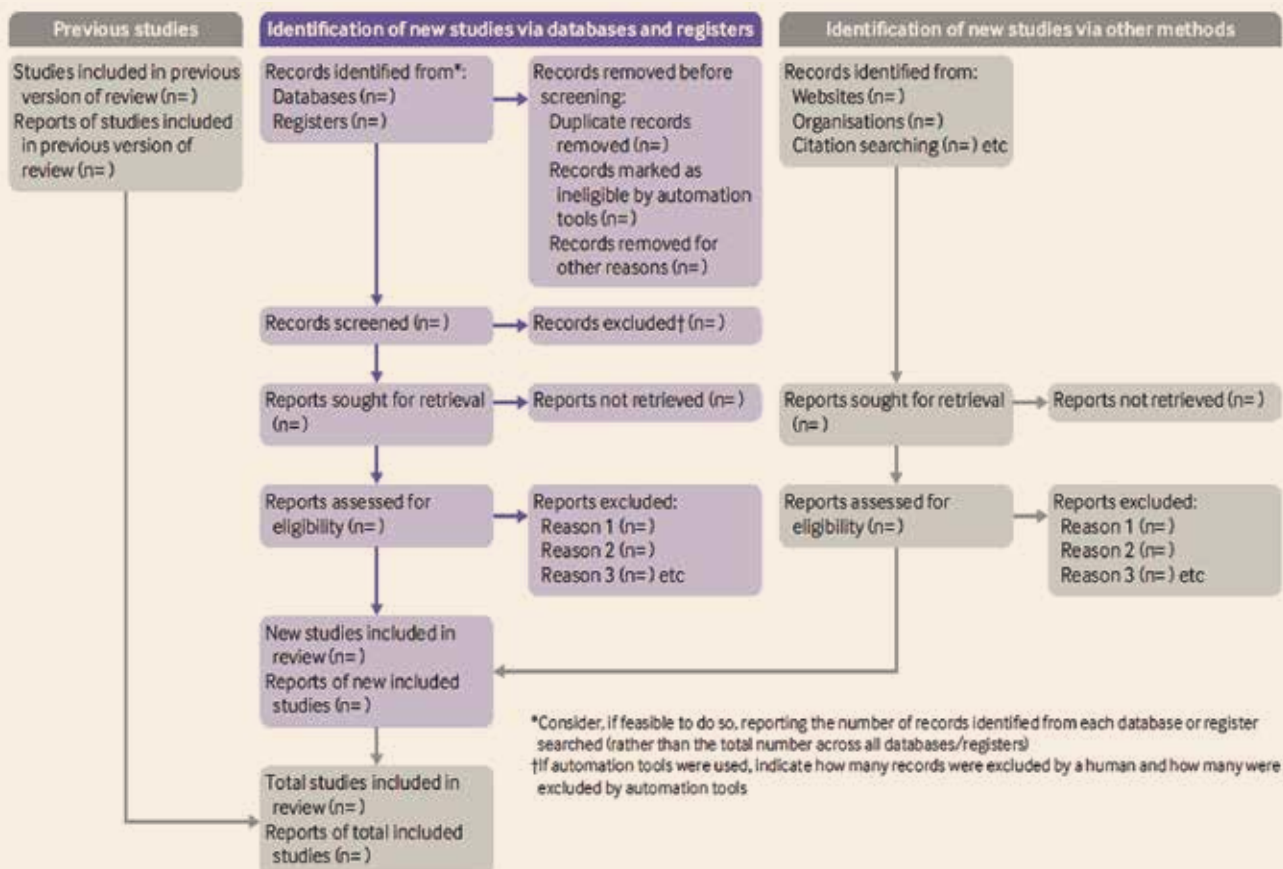 Previous studies
Studies included in previous
version of review (n= )
Reports of studies included
in previous version of
review (n= )
Identification of new studies via databases and registers
Records identified from*:
Databases (n= )
Registers (n= )
Records removed before
screening:
Duplicate records
removed (n= )
Records marked as
ineligible by automation
tools (n= )
Records removed for
other reasons (n= )
Records screened (n= )
Records excluded† (n= )
Reports sought for retrieval
(n= )
Reports not retrieved (n= )
Reports assessed for
eligibility (n= )
Reports excluded:
Reason 1 (n= )
Reason 2 (n= )
Reason 3 (n= ) etc
New studies included in
review (n= )
Reports of new included
studies (n= )
Total studies included in
review (n= )
Reports of total included
studies (n= )
Identification of new studies via other methods
Records identified from:
Websites (n= )
Organisations (n= )
Citation searching (n= ) etc
Reports sought for retrieval
(n= )
Reports not retrieved (n= )
Reports assessed for
eligibility (n= )
Reports excluded:
Reason 1 (n= )
Reason 2 (n= )
Reason 3 (n= ) etc
*Consider, if feasible to do so, reporting the number of records identified from each database or register
searched (rather than the total number across all databases/registers)
†If automation tools were used, indicate how many records were excluded by a human and how many were
excluded by automation tools